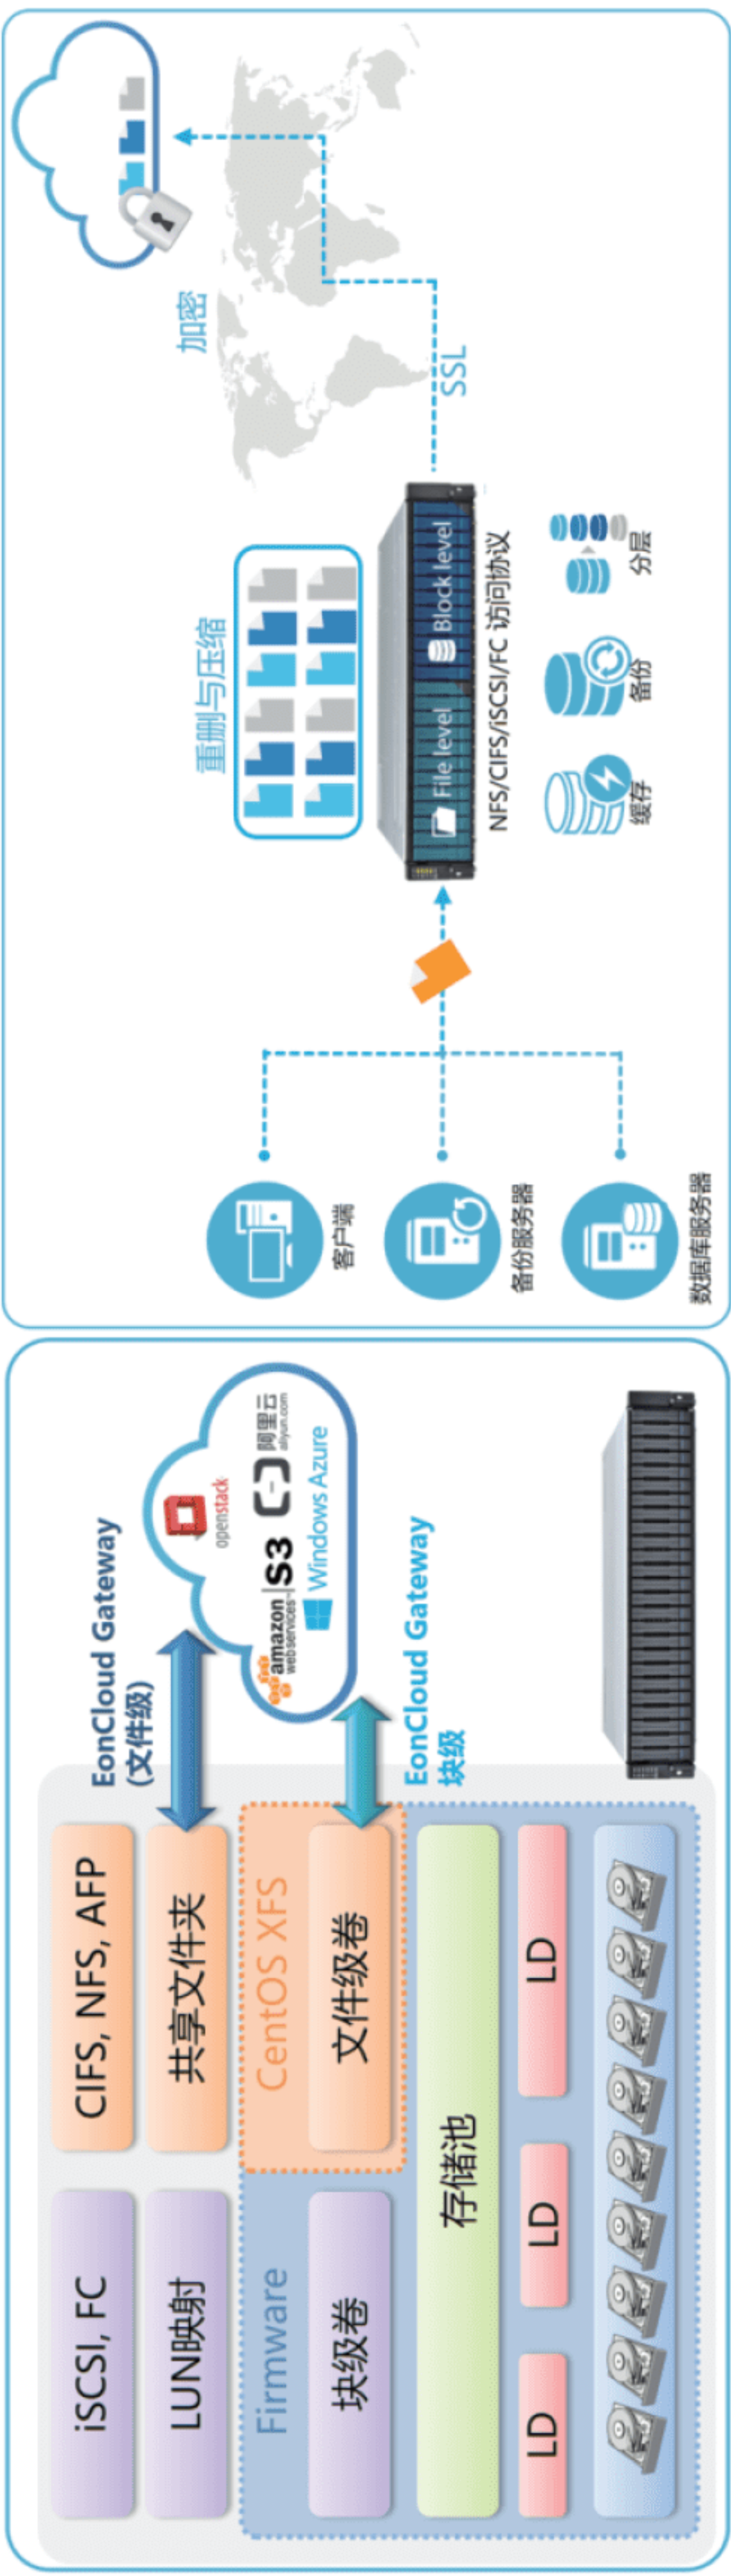 iSCSI, FC
CIFS, NFS, AFP
LUN映射
共享文件夹
Firmware
CentOS XFS
块级卷
文件级卷
存储池
LD
LD
LD
EonCloud Gateway
(文件级)
openstack
amazon
webservices
S3
阿里云
aliyun.com
Windows Azure
EonCloud Gateway
块级
客户端
备份服务器
数据库服务器
重删与压缩
File level
Block level
NFS/CIFS/iSCSI/FC 访问协议
缓存
备份
分层
SSL
加密